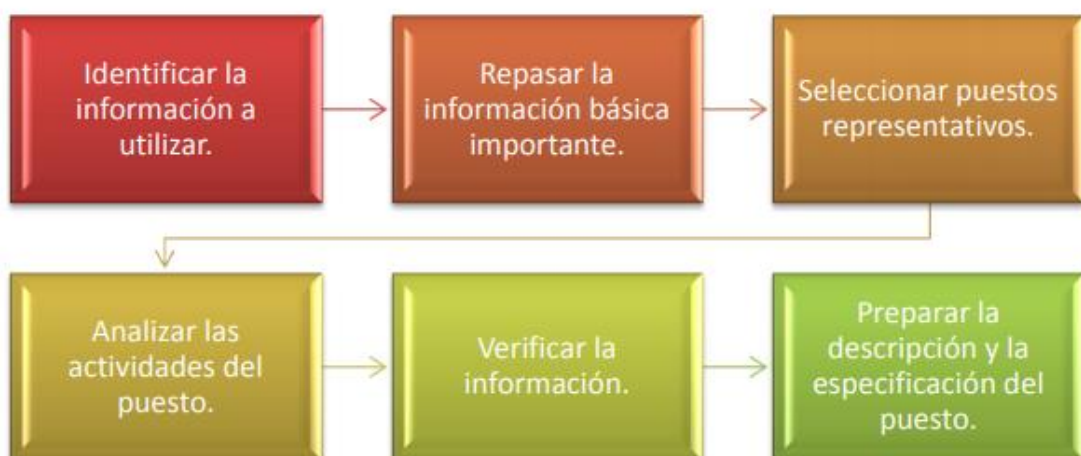 Identificar la
información a
utilizar.
Repasar la
información básica
importante.
Seleccionar puestos
representativos.
Analizar las
actividades del
puesto.
Verificar la
información.
Preparar la
descripción y la
especificación del
puesto.